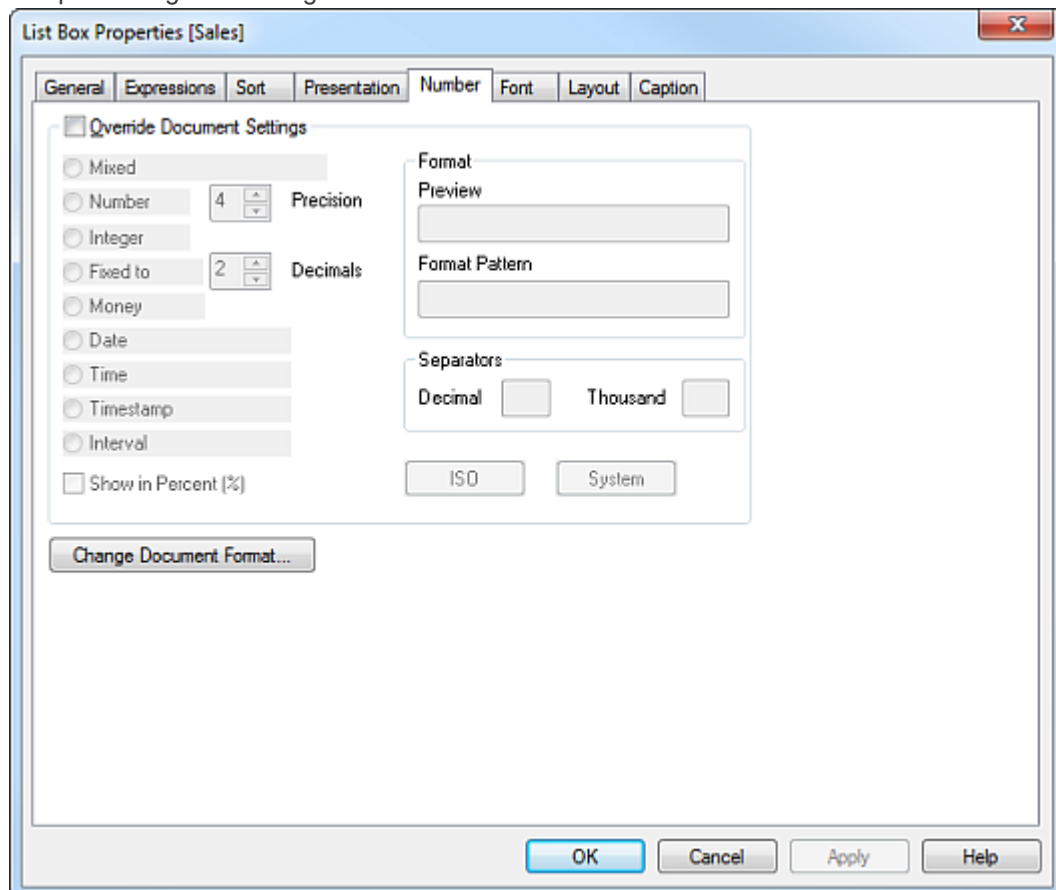 List Box Properties [Sales]
General Expressions Sort Presentation Number Font Layout Caption
Override Document Settings
Mixed
Number 4 Precision
Integer
Fixed to 2 Decimals
Money
Date
Time
Timestamp
Interval
Show in Percent (%)
Format
Preview
Format Pattern
Separators
Decimal Thousand
ISO System
Change Document Format...
OK Cancel Apply Help